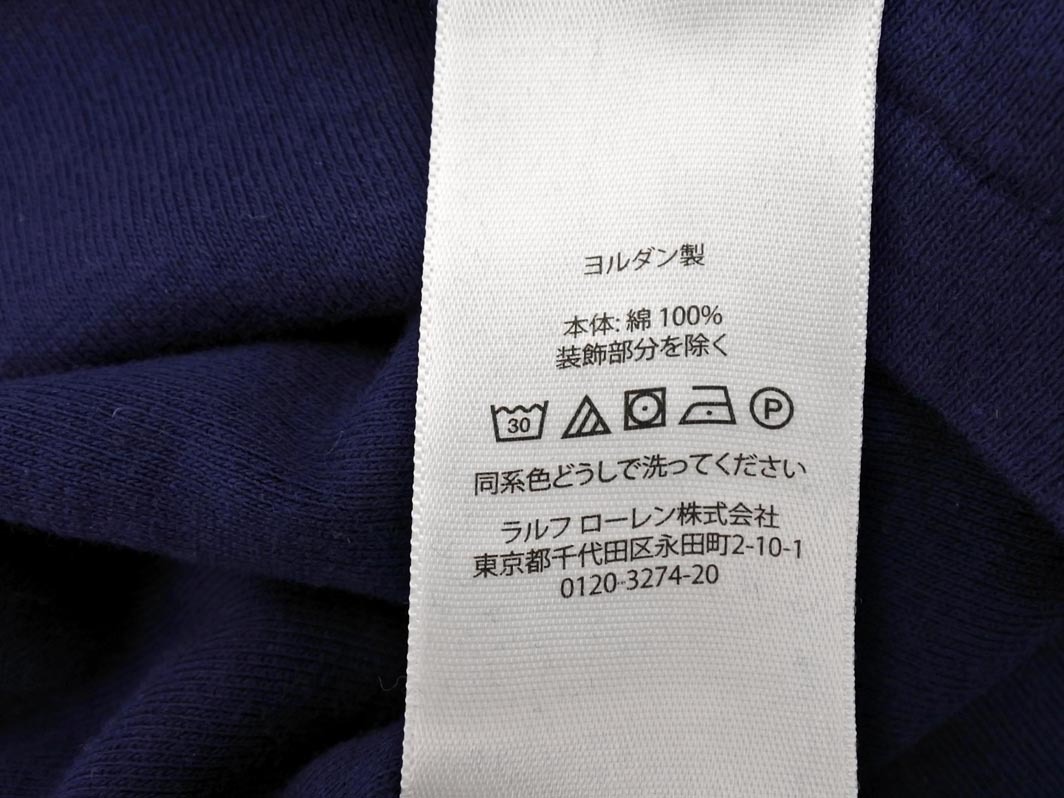 ヨルダン製
本体: 綿 100%
装飾部分を除く
30 P
同系色どうしで洗ってください
ラルフ ローレン株式会社
東京都千代田区永田町2-10-1
0120-3274-20